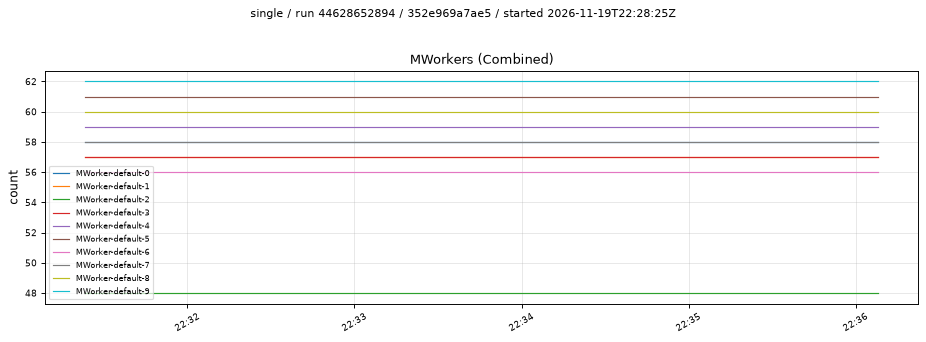 single / run 44628652894 / 352e969a7ae5 / started 2026-11-19T22:28:25Z
MWorkers (Combined)
count
62
60
58
56
54
52
50
48
MWorker-default-0
MWorker-default-1
MWorker-default-2
MWorker-default-3
MWorker-default-4
MWorker-default-5
MWorker-default-6
MWorker-default-7
MWorker-default-8
MWorker-default-9
22:32
22:33
22:34
22:35
22:36